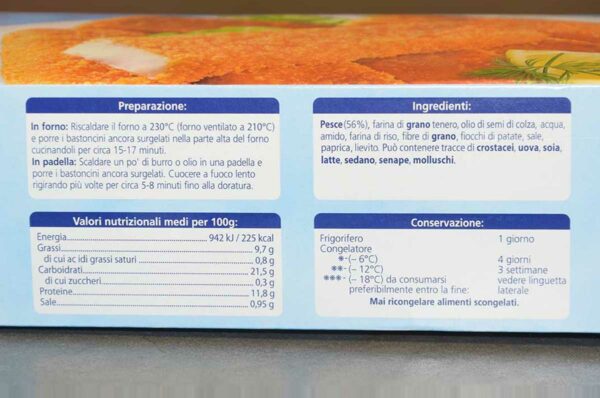 Preparazione:
In forno: Riscaldare il forno a 230°C (forno ventilato a 210°C)
e porre i bastoncini ancora surgelati nella parte alta del forno
cucinandoli per circa 15-17 minuti.
In padella: Scaldare un po' di burro o olio in una padella e
porre i bastoncini ancora surgelati. Cuocere a fuoco lento
rigirando più volte per circa 5-8 minuti fino alla doratura.
Ingredienti:
Pesce (56%), farina di grano tenero, olio di semi di colza, acqua,
amido, farina di riso, fibre di grano, fiocchi di patate, sale,
paprica, lievito. Può contenere tracce di crostacei, uova, soia,
latte, sedano, senape, molluschi.
Valori nutrizionali medi per 100g:
Energia 942 kJ / 225 kcal
Grassi 9,7 g
di cui ac idi grassi saturi 0,8 g
Carboidrati 21,5 g
di cui zuccheri 0,3 g
Proteine 11,8 g
Sale 0,95 g
Conservazione:
Frigorifero 1 giorno
Congelatore
*-(– 6°C) 4 giorni
**-(– 12°C) 3 settimane
***-(– 18°C) da consumarsi vedere linguetta
preferibilmente entro la fine: laterale
Mai ricongelare alimenti scongelati.